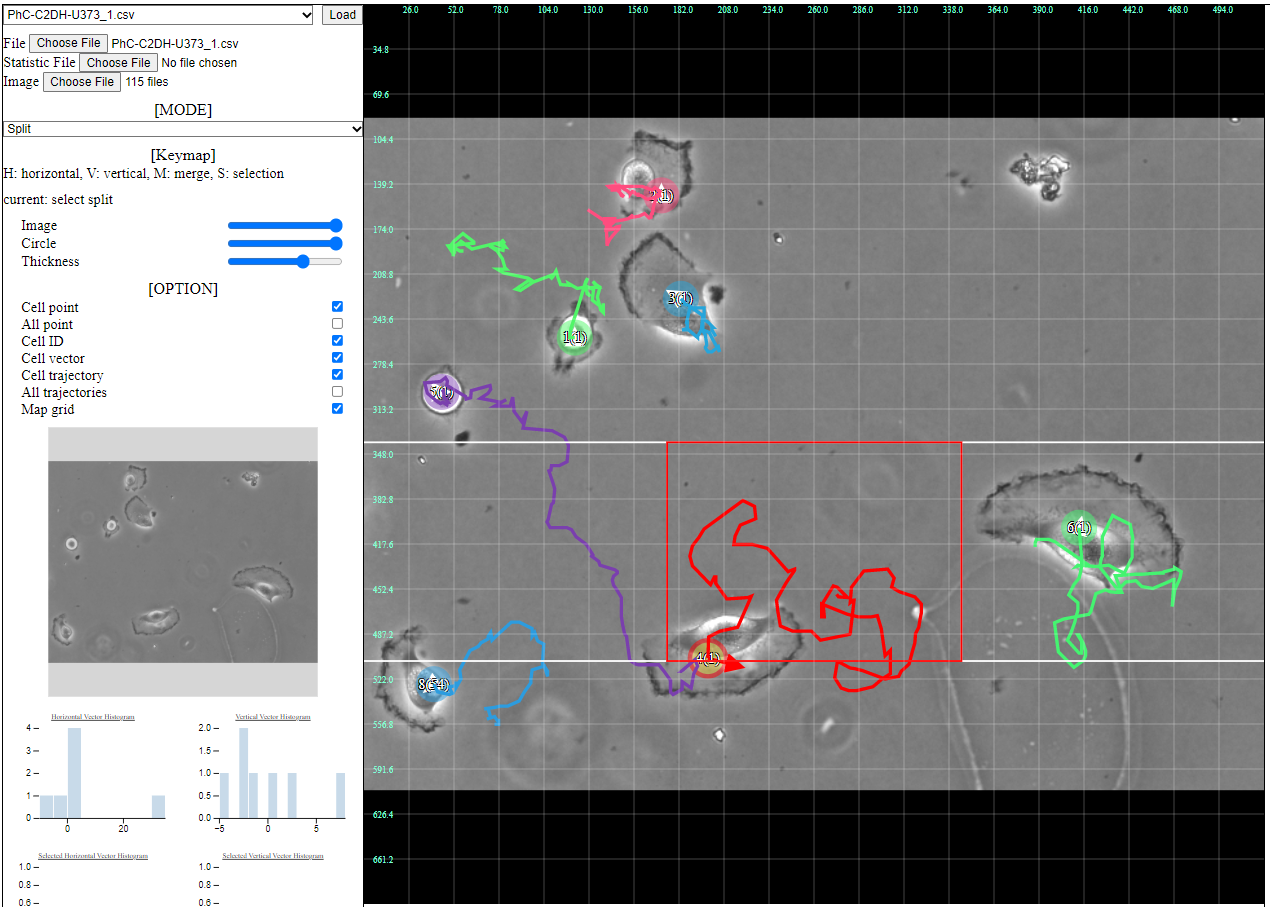 PhC-C2DH-U373_1.csv Load
File Choose File PhC-C2DH-U373_1.csv
Statistic File Choose File No file chosen
Image Choose File 115 files
[MODE]
Split
[Keymap]
H: horizontal, V: vertical, M: merge, S: selection
current: select split
Image
Circle
Thickness
[OPTION]
Cell point
All point
Cell ID
Cell vector
Cell trajectory
All trajectories
Map grid
Horizontal Vector Histogram
4
3
2
1
0
0 20
Vertical Vector Histogram
2.0
1.5
1.0
0.5
0.0
−5 0 5
Selected Horizontal Vector Histogram
1.0
0.8
0.6
Selected Vertical Vector Histogram
1.0
0.8
0.6
26.0 52.0 78.0 104.0 130.0 156.0 182.0 208.0 234.0 260.0 286.0 312.0 338.0 364.0 390.0 416.0 442.0 468.0 494.0
34.8
69.6
104.4
139.2
174.0
208.8
243.6
278.4
313.2
348.0
382.8
417.6
452.4
487.2
522.0
556.8
591.6
626.4
661.2
2(1)
3(1)
1(1)
5(1)
6(1)